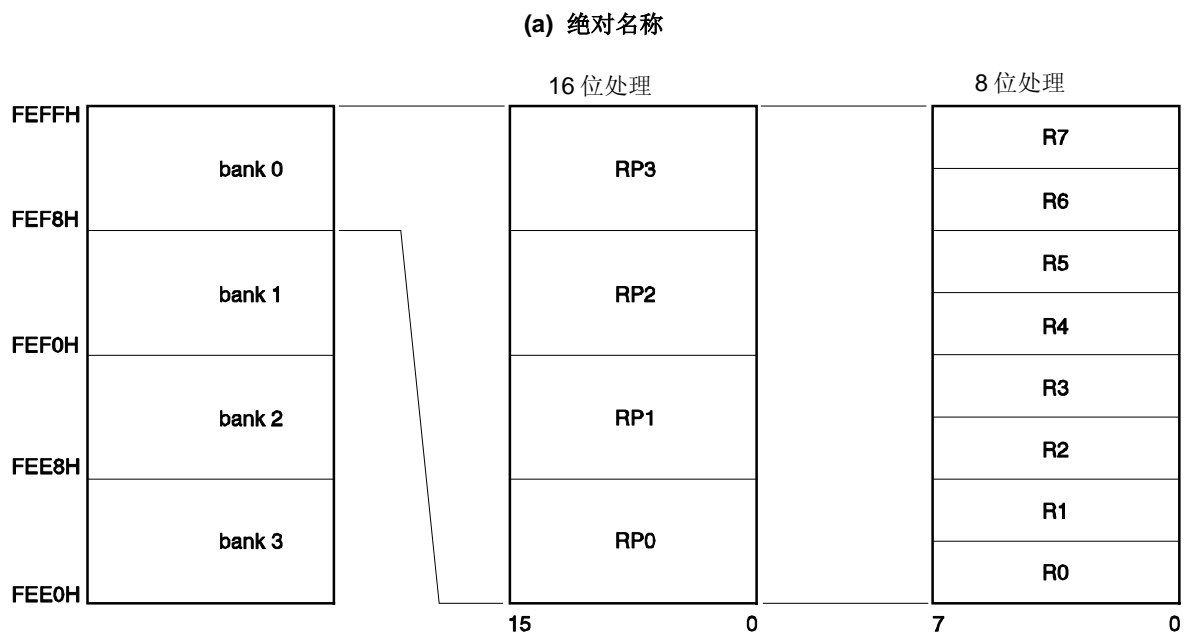 (a) 绝对名称
16 位处理
8 位处理
FEFFH
bank 0
RP3
R7
R6
FEF8H
bank 1
RP2
R5
R4
FEF0H
bank 2
RP1
R3
R2
FEE8H
bank 3
RP0
R1
R0
FEE0H
15 0
7 0